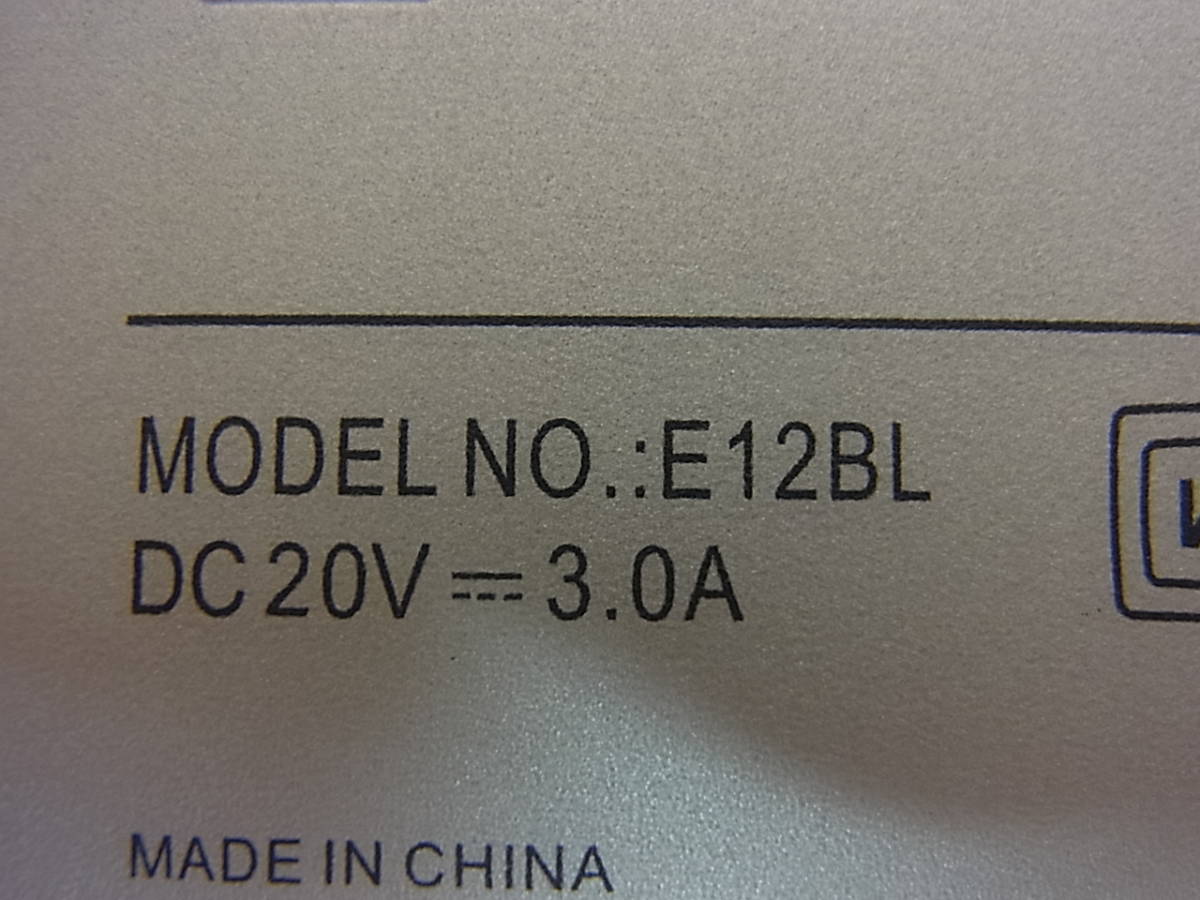 MODEL NO.:E12BL
DC 20V ⎓ 3.0A
MADE IN CHINA